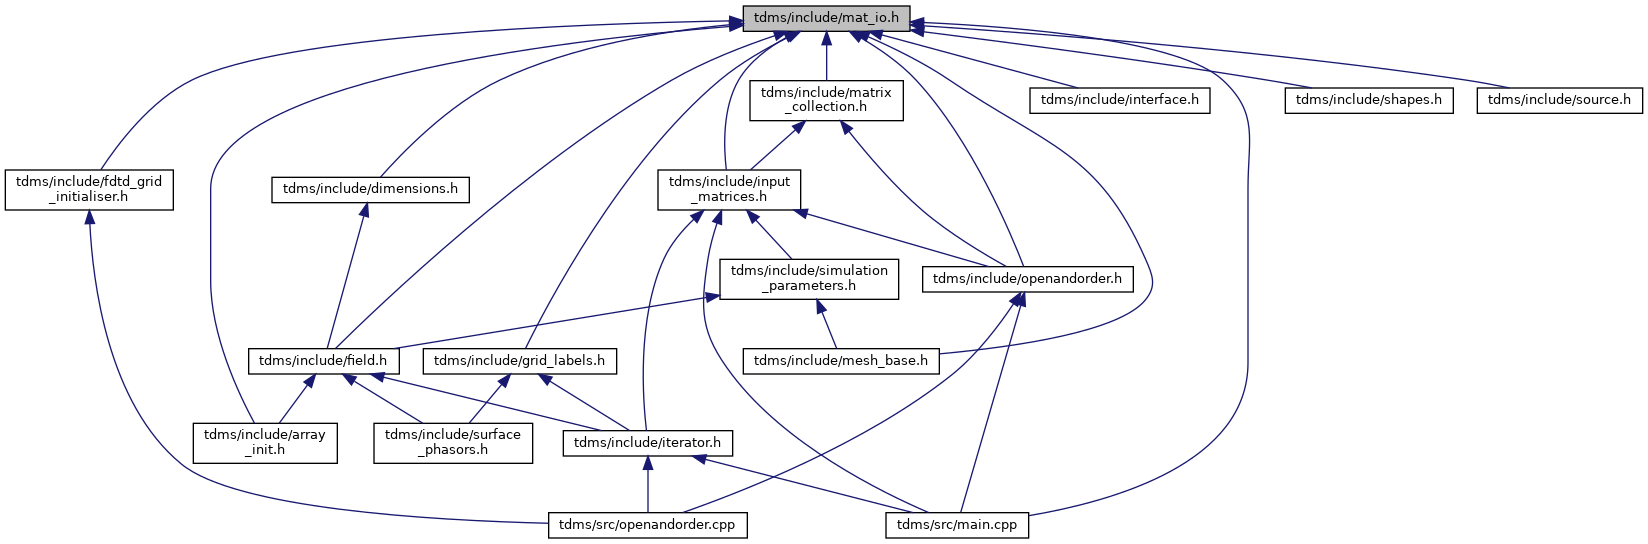 tdms/include/mat_io.h
tdms/include/matrix
_collection.h
tdms/include/interface.h
tdms/include/shapes.h
tdms/include/source.h
tdms/include/fdtd_grid
_initialiser.h
tdms/include/dimensions.h
tdms/include/input
_matrices.h
tdms/include/simulation
_parameters.h
tdms/include/openandorder.h
tdms/include/field.h
tdms/include/grid_labels.h
tdms/include/mesh_base.h
tdms/include/array
_init.h
tdms/include/surface
_phasors.h
tdms/include/iterator.h
tdms/src/openandorder.cpp
tdms/src/main.cpp